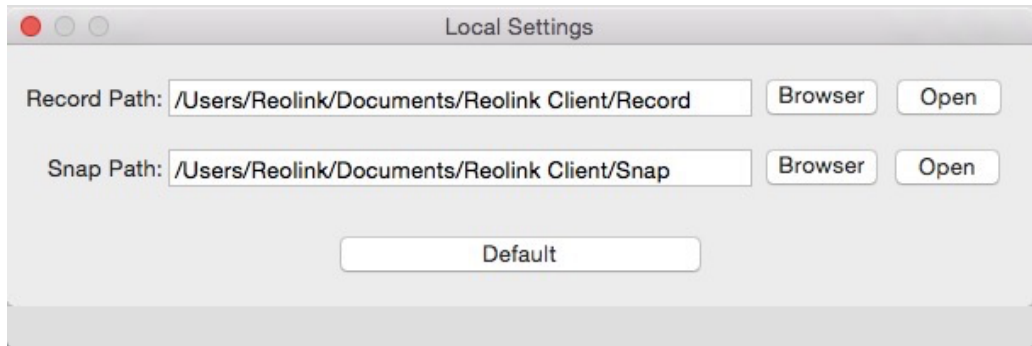 Local Settings
Record Path: /Users/Reolink/Documents/Reolink Client/Record Browser Open
Snap Path: /Users/Reolink/Documents/Reolink Client/Snap Browser Open
Default